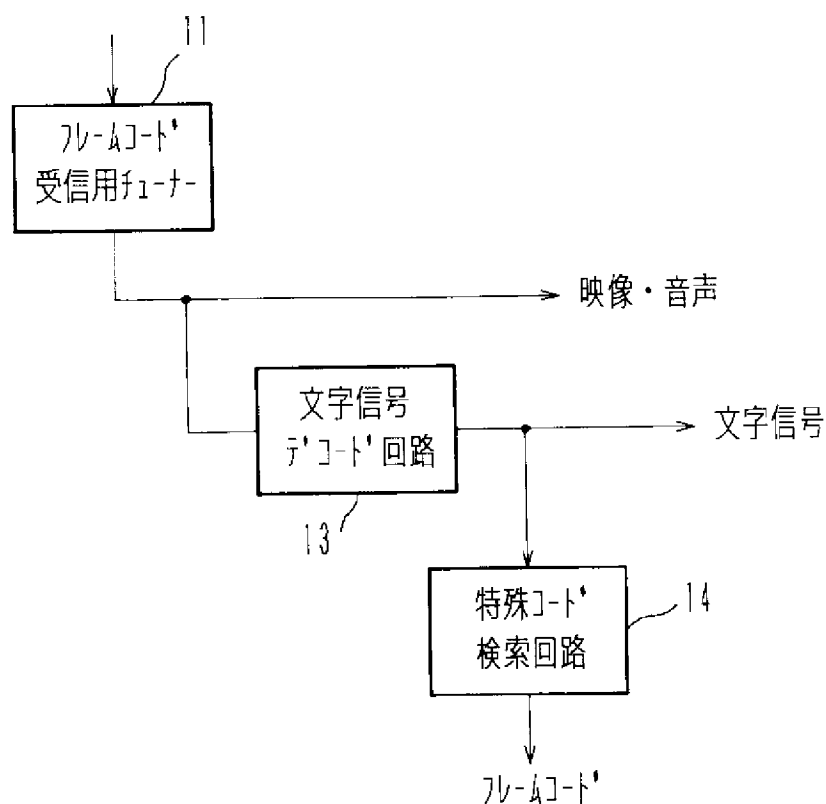 11
ﾌﾚｰﾑｺｰﾄﾞ
受信用ﾁｭｰﾅｰ
映像・音声
文字信号
ﾃﾞｺｰﾄﾞ回路
13
文字信号
特殊ｺｰﾄﾞ
検索回路
14
ﾌﾚｰﾑｺｰﾄﾞ